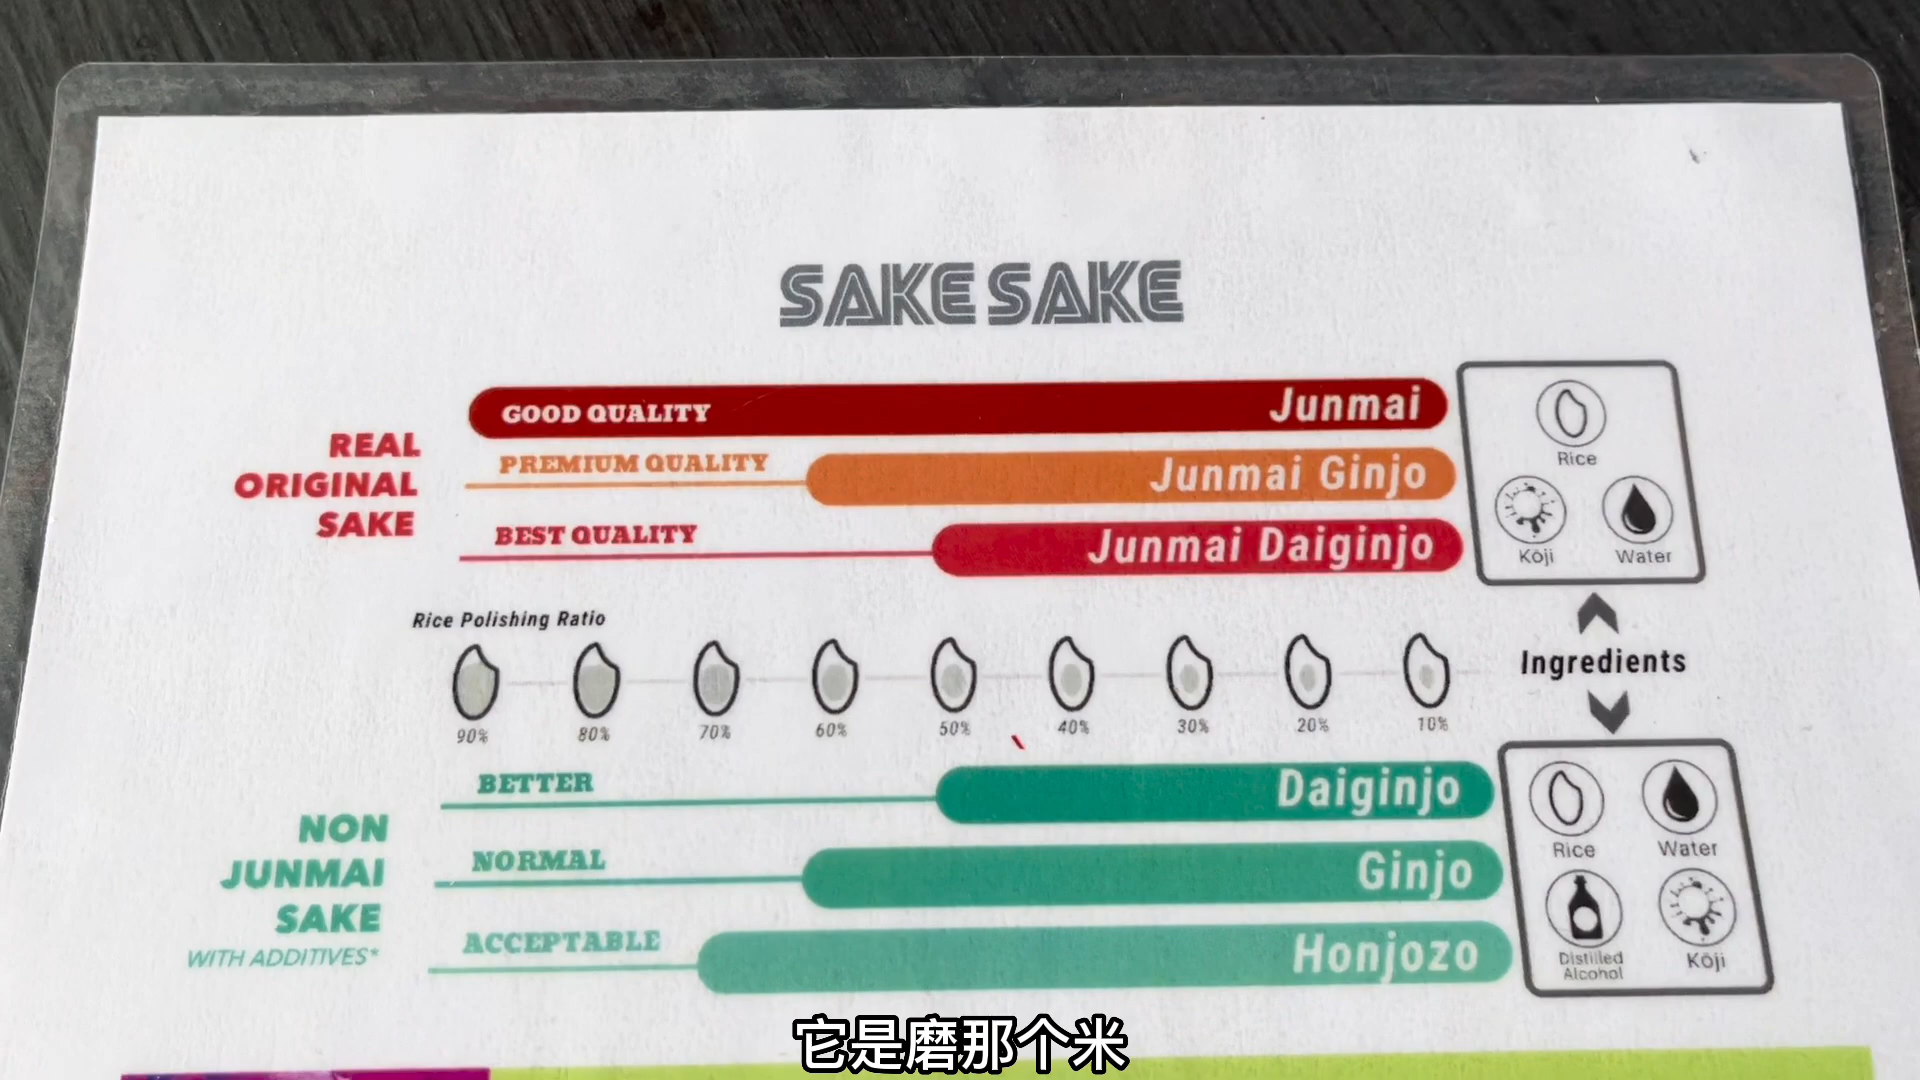 SAKE SAKE
REAL
ORIGINAL
SAKE
GOOD QUALITY
Junmai
PREMIUM QUALITY
Junmai Ginjo
BEST QUALITY
Junmai Daiginjo
Rice
Kōji
Water
Rice Polishing Ratio
90%
80%
70%
60%
50%
40%
30%
20%
10%
Ingredients
NON
JUNMAI
SAKE
WITH ADDITIVES*
BETTER
Daiginjo
NORMAL
Ginjo
ACCEPTABLE
Honjozo
Rice
Water
Distilled
Alcohol
Kōji
它是磨那个米